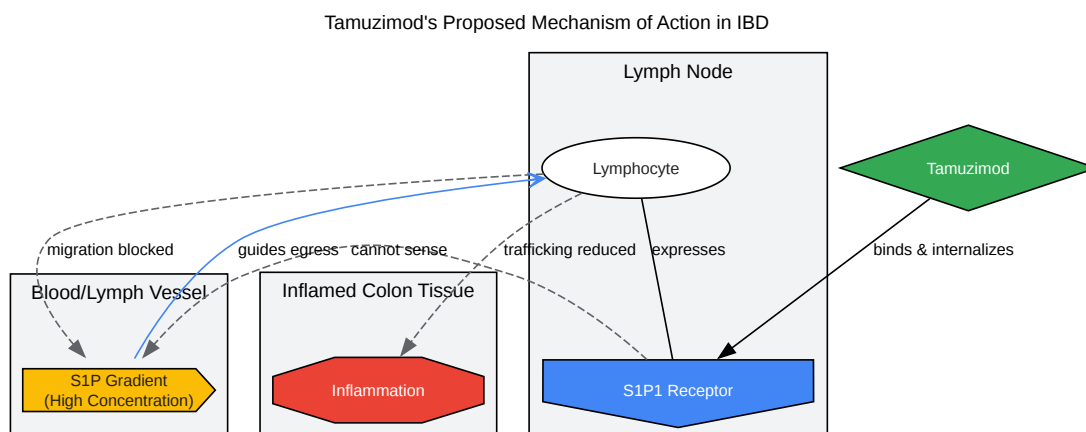 Tamuzimod's Proposed Mechanism of Action in IBD
Lymph Node
Lymphocyte
Tamuzimod
migration blocked
guides egress
cannot sense
trafficking reduced
expresses
binds & internalizes
Blood/Lymph Vessel
Inflamed Colon Tissue
S1P Gradient
(High Concentration)
Inflammation
S1P1 Receptor